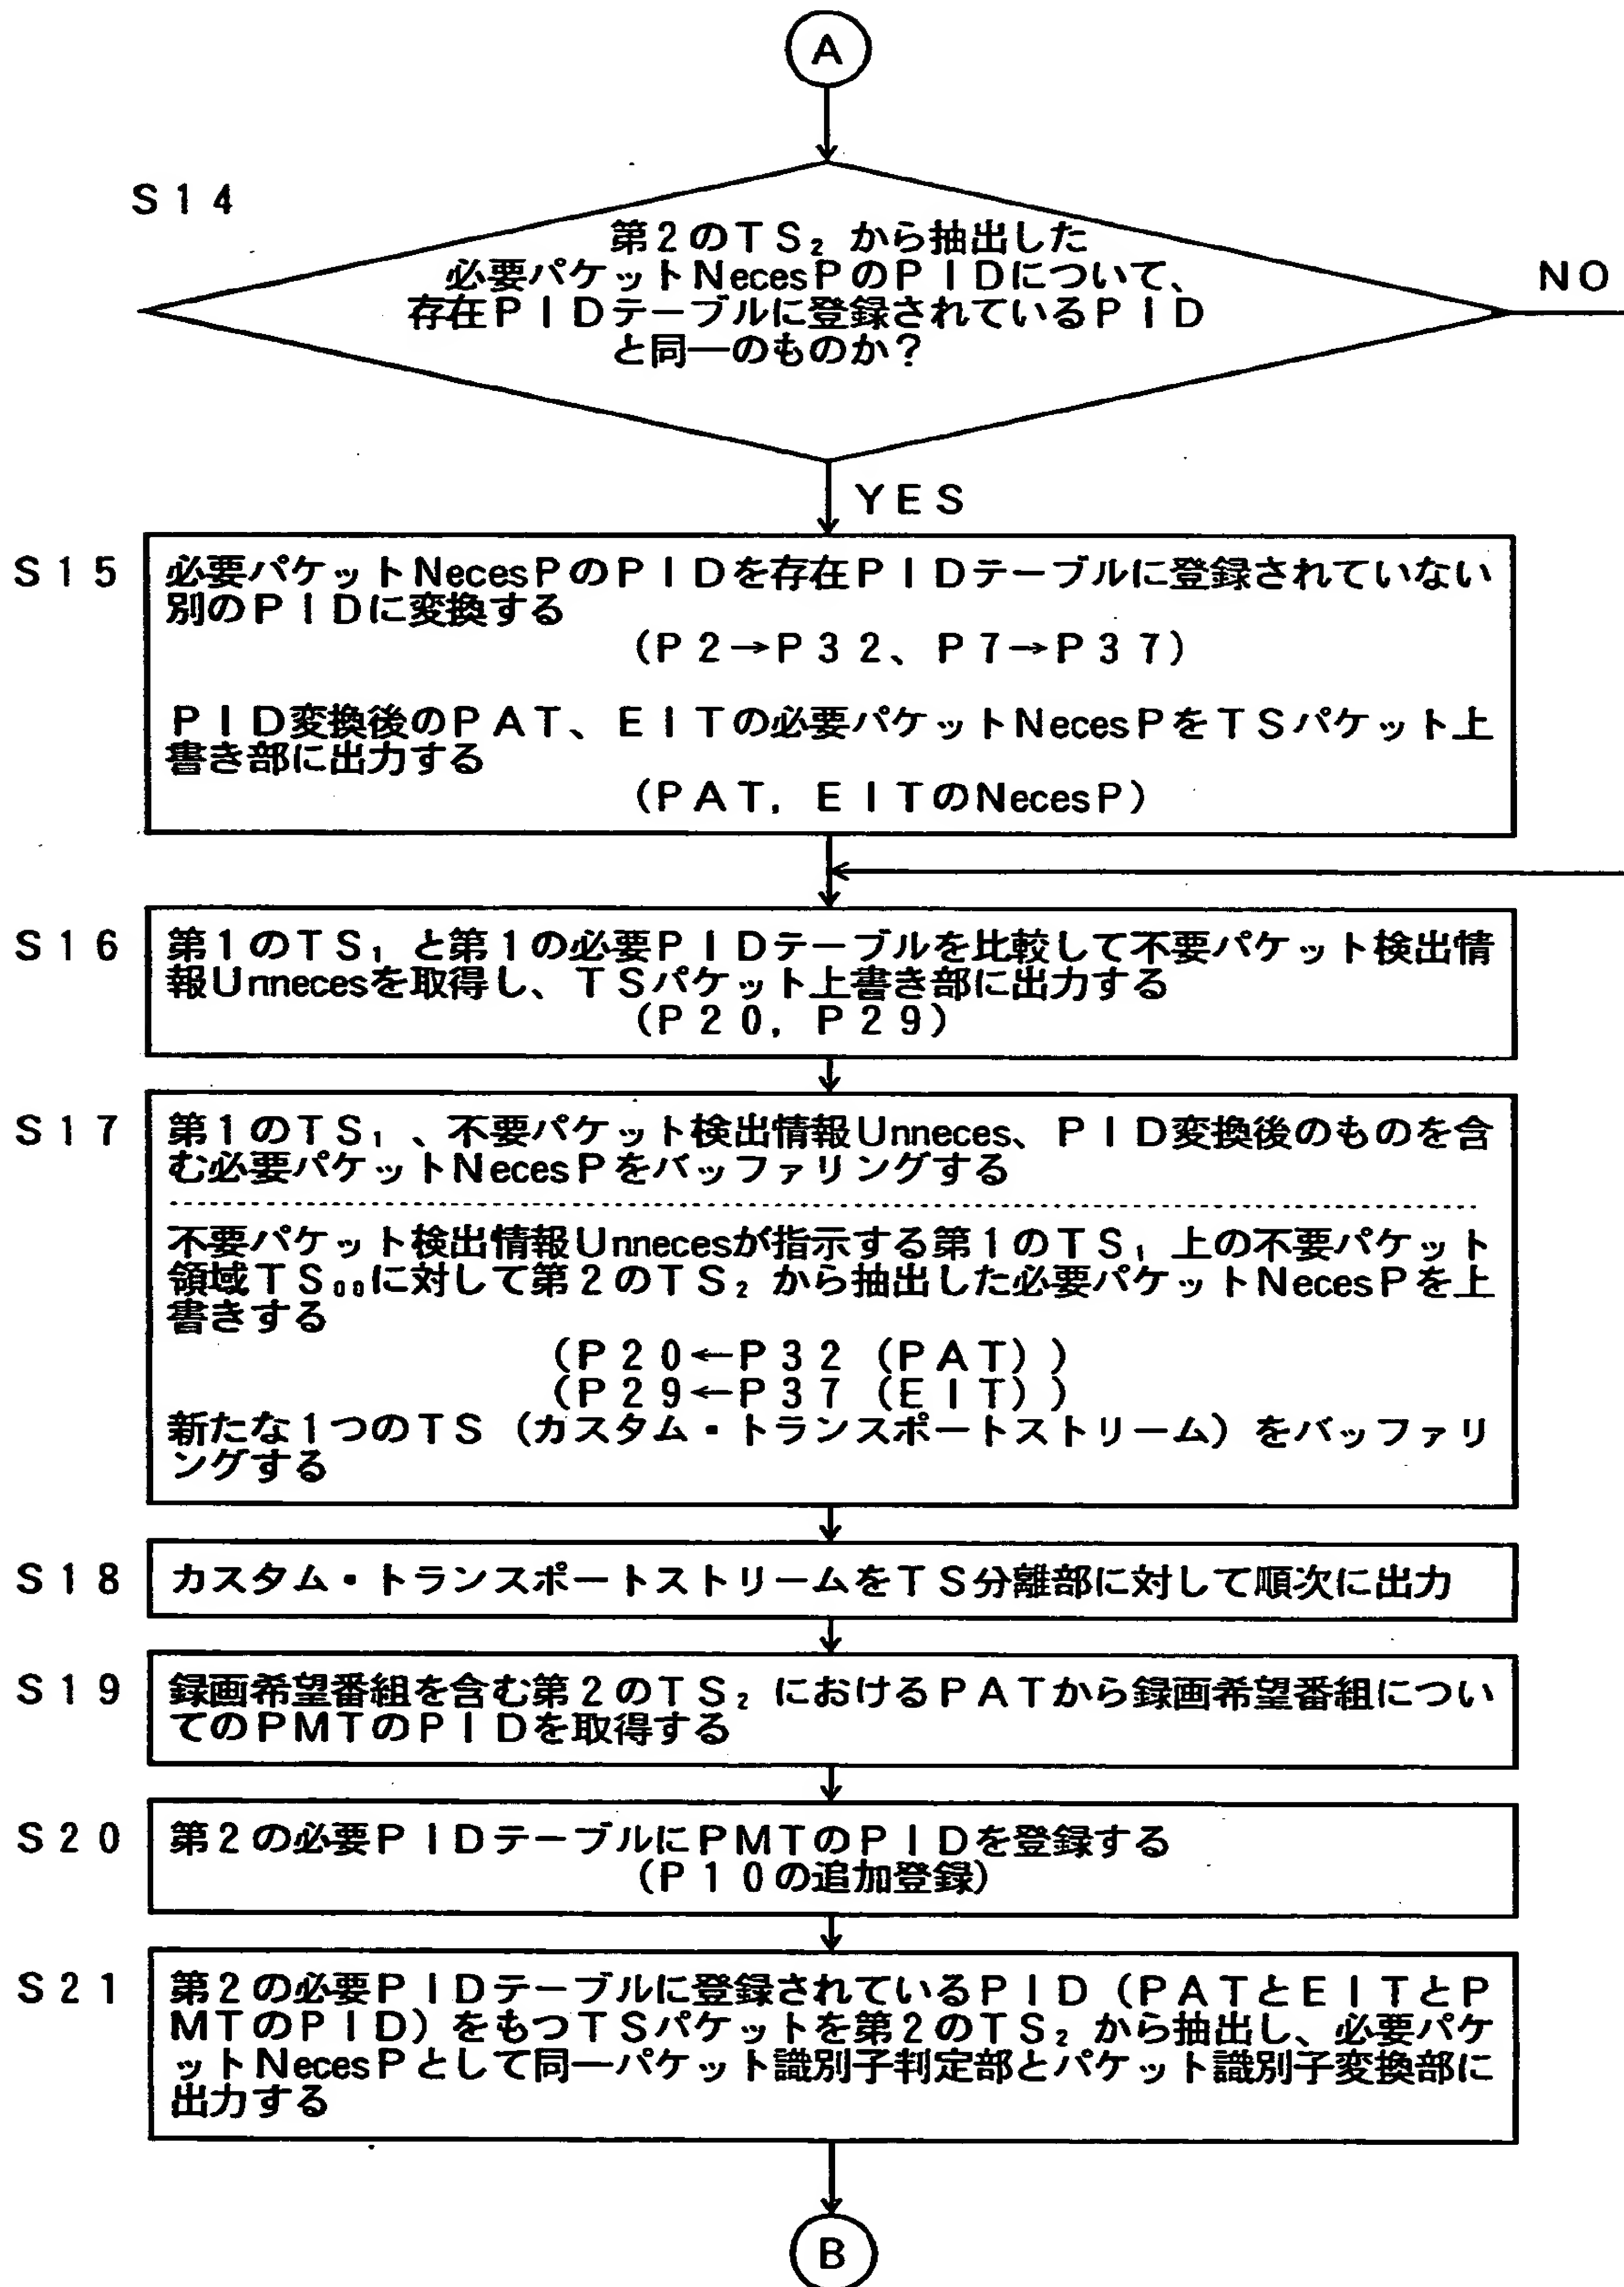 A
S14
第2のTS₂ から抽出した
必要パケットNecesPのPIDについて、
存在PIDテーブルに登録されているPID
と同一のものか？
NO
YES
S15
必要パケットNecesPのPIDを存在PIDテーブルに登録されていない
別のPIDに変換する
（P2→P32、P7→P37）
PID変換後のPAT、EITの必要パケットNecesPをTSパケット上
書き部に出力する
（PAT，EITのNecesP）
S16
第1のTS₁ と第1の必要PIDテーブルを比較して不要パケット検出情
報Unnecesを取得し、TSパケット上書き部に出力する
（P20，P29）
S17
第1のTS₁ 、不要パケット検出情報Unneces、PID変換後のものを含
む必要パケットNecesPをバッファリングする
不要パケット検出情報Unnecesが指示する第1のTS₁ 上の不要パケット
領域TS₀₀に対して第2のTS₂ から抽出した必要パケットNecesPを上
書きする
（P20←P32（PAT））
（P29←P37（EIT））
新たな1つのTS（カスタム・トランスポートストリーム）をバッファリ
ングする
S18
カスタム・トランスポートストリームをTS分離部に対して順次に出力
S19
録画希望番組を含む第2のTS₂ におけるPATから録画希望番組につい
てのPMTのPIDを取得する
S20
第2の必要PIDテーブルにPMTのPIDを登録する
（P10の追加登録）
S21
第2の必要PIDテーブルに登録されているPID（PATとEITとP
MTのPID）をもつTSパケットを第2のTS₂ から抽出し、必要パケ
ットNecesPとして同一パケット識別子判定部とパケット識別子変換部に
出力する
B